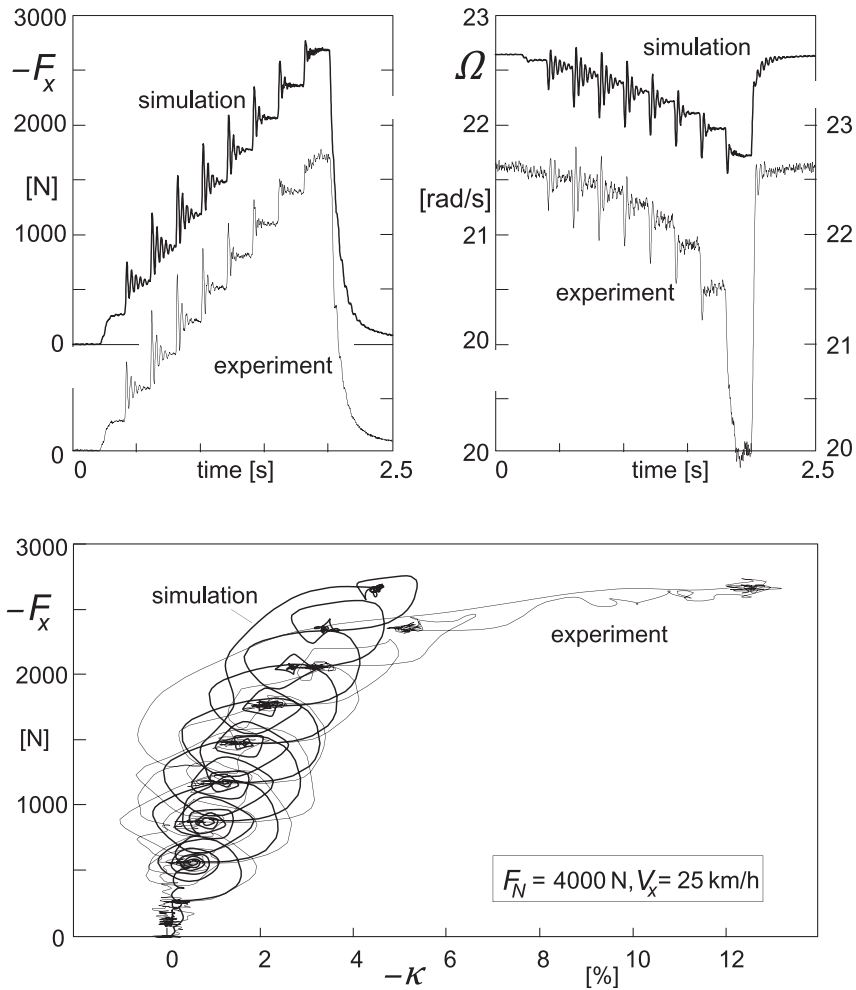 3000
−Fx
simulation
2000
[N]
1000
0
experiment
0
0
time [s]
2.5
23
Ω
simulation
22
23
[rad/s]
21
22
experiment
20
21
20
20
0
time [s]
2.5
3000
simulation
−Fx
experiment
2000
[N]
1000
FN = 4000 N, Vx = 25 km/h
0
0 2 4 6 8 10 12
−κ
[%]